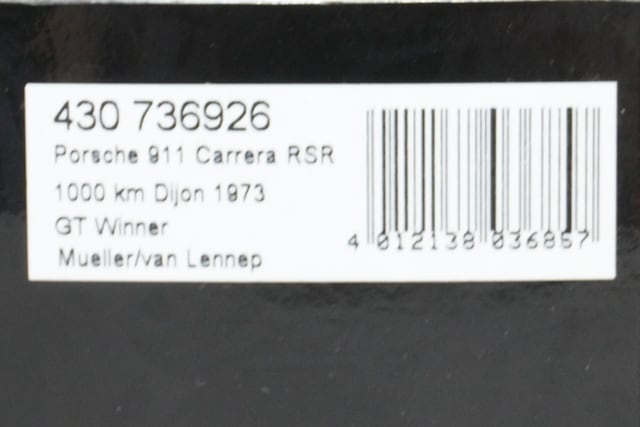 430 736926
Porsche 911 Carrera RSR
1000 km Dijon 1973
GT Winner
Mueller/van Lennep
4 012138 036857